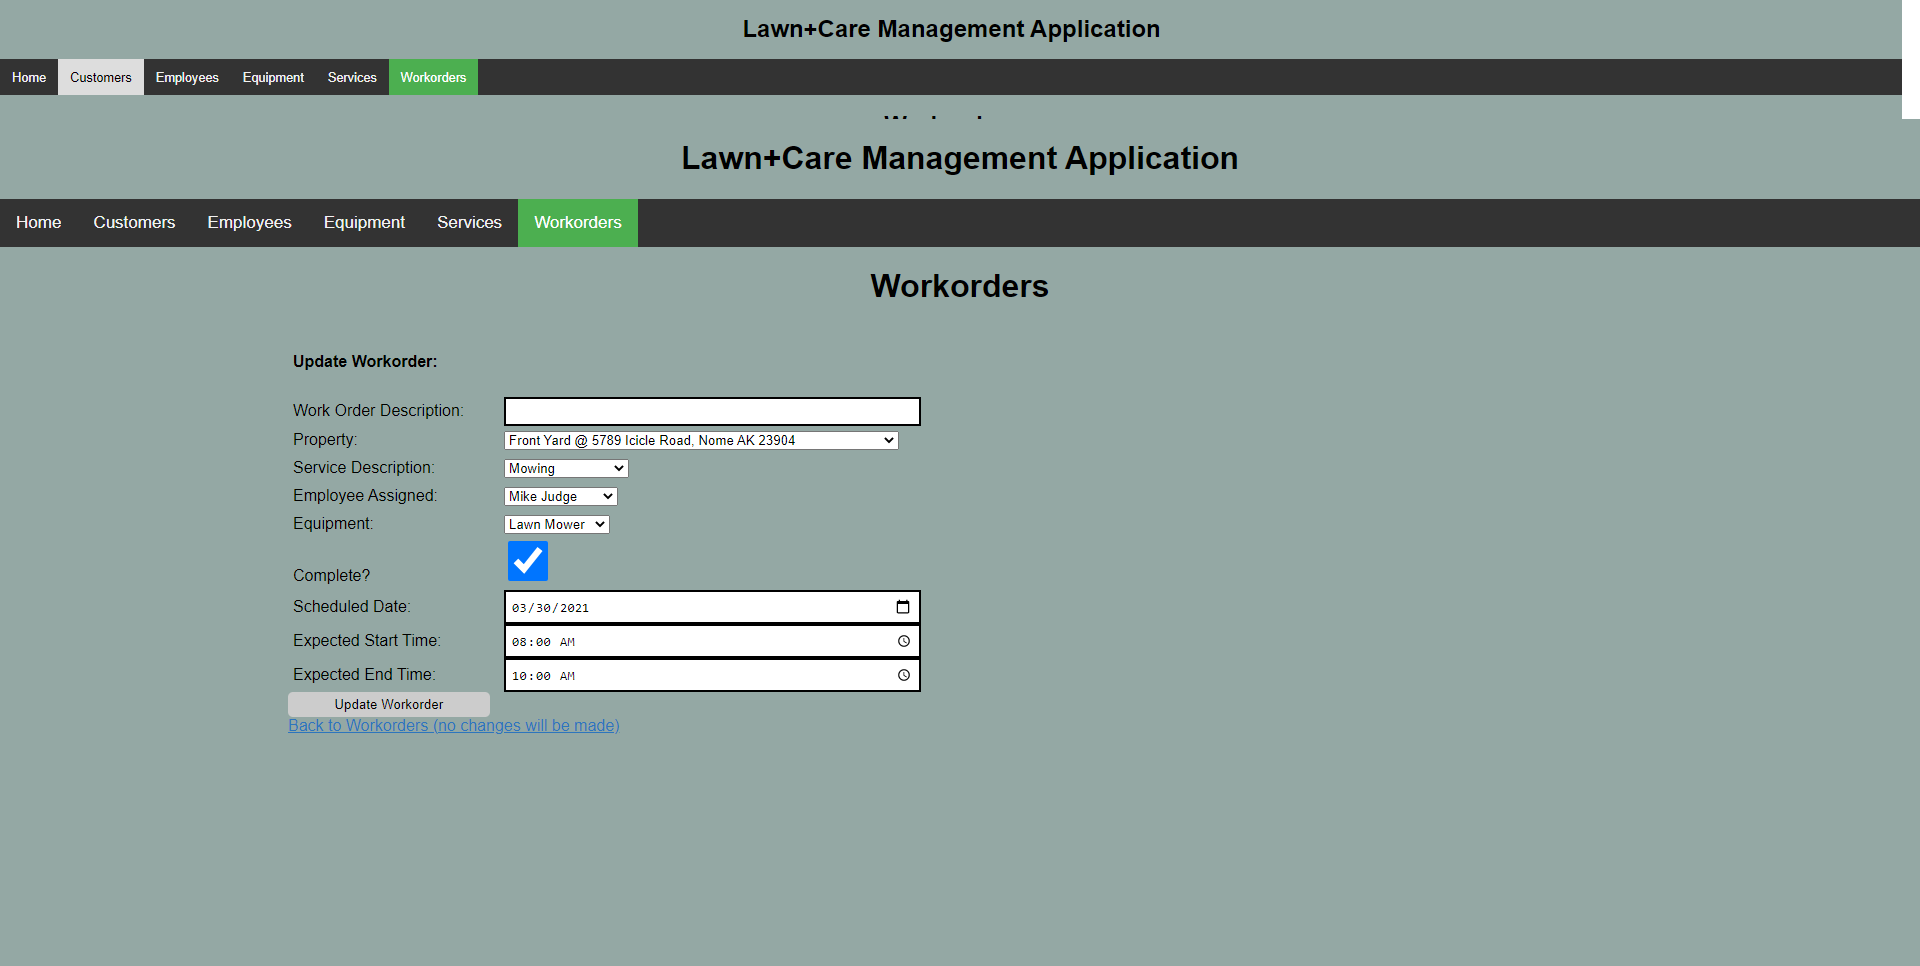 Lawn+Care Management Application
Home Customers Employees Equipment Services Workorders
Lawn+Care Management Application
Home Customers Employees Equipment Services Workorders
Workorders
Update Workorder:
Work Order Description:
Property: Front Yard @ 5789 Icicle Road, Nome AK 23904
Service Description: Mowing
Employee Assigned: Mike Judge
Equipment: Lawn Mower
Complete?
Scheduled Date: 03/30/2021
Expected Start Time: 08:00 AM
Expected End Time: 10:00 AM
Update Workorder
Back to Workorders (no changes will be made)